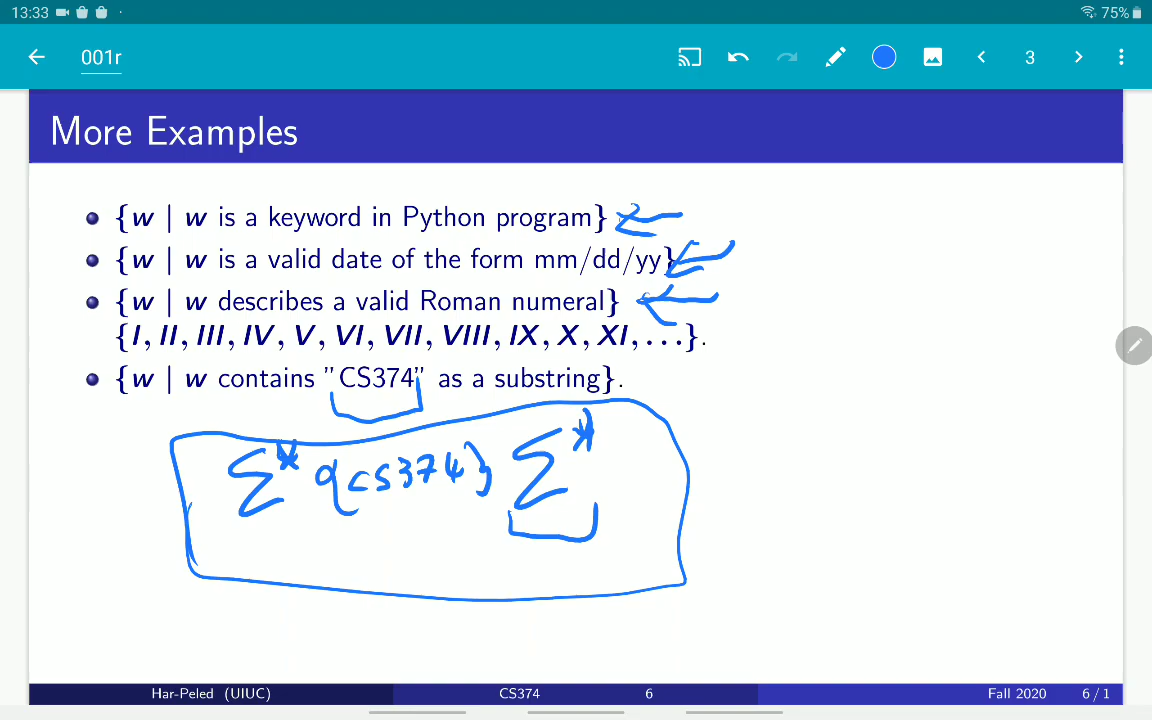 13:33 75%
001r 3
More Examples
{w | w is a keyword in Python program}
{w | w is a valid date of the form mm/dd/yy}
{w | w describes a valid Roman numeral}
{I, II, III, IV, V, VI, VII, VIII, IX, X, XI, ...}.
{w | w contains "CS374" as a substring}.
Σ* {CS374} Σ*
Har-Peled (UIUC) CS374 6 Fall 2020 6 / 1